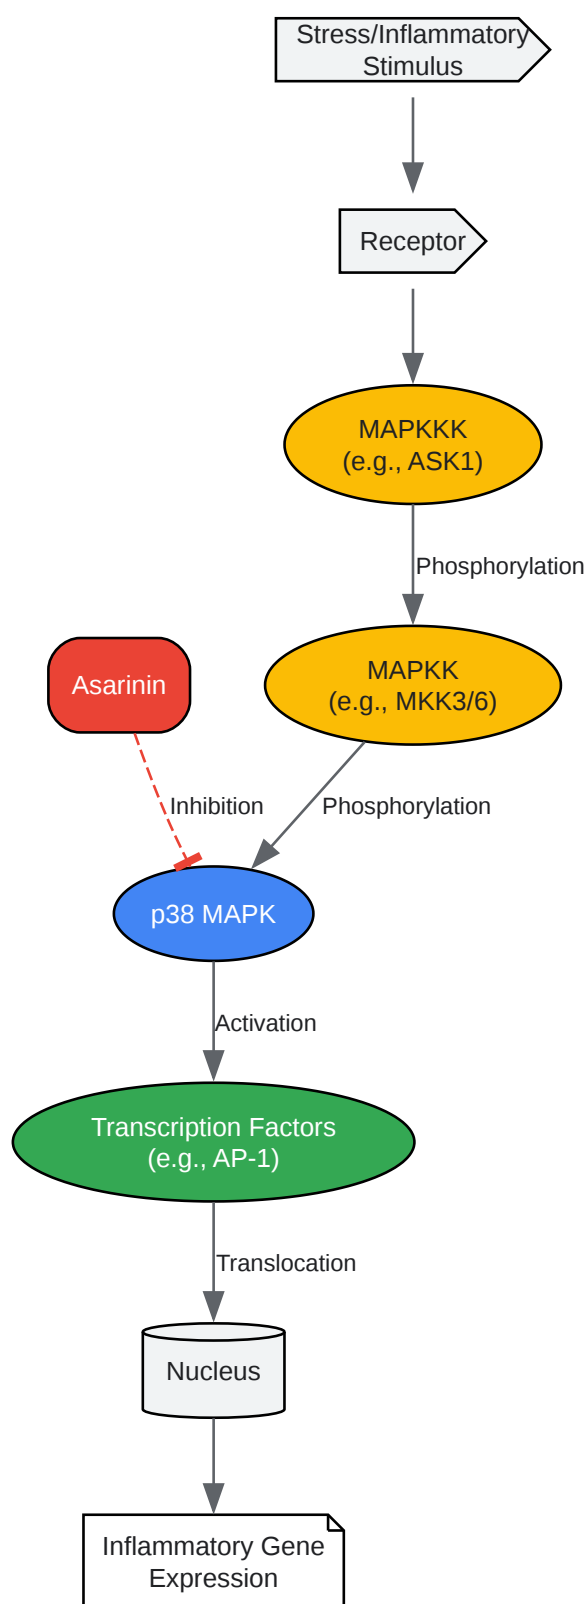 Stress/Inflammatory
Stimulus
Receptor
MAPKKK
(e.g., ASK1)
Phosphorylation
MAPKK
(e.g., MKK3/6)
Asarinin
Inhibition
Phosphorylation
p38 MAPK
Activation
Transcription Factors
(e.g., AP-1)
Translocation
Nucleus
Inflammatory Gene
Expression